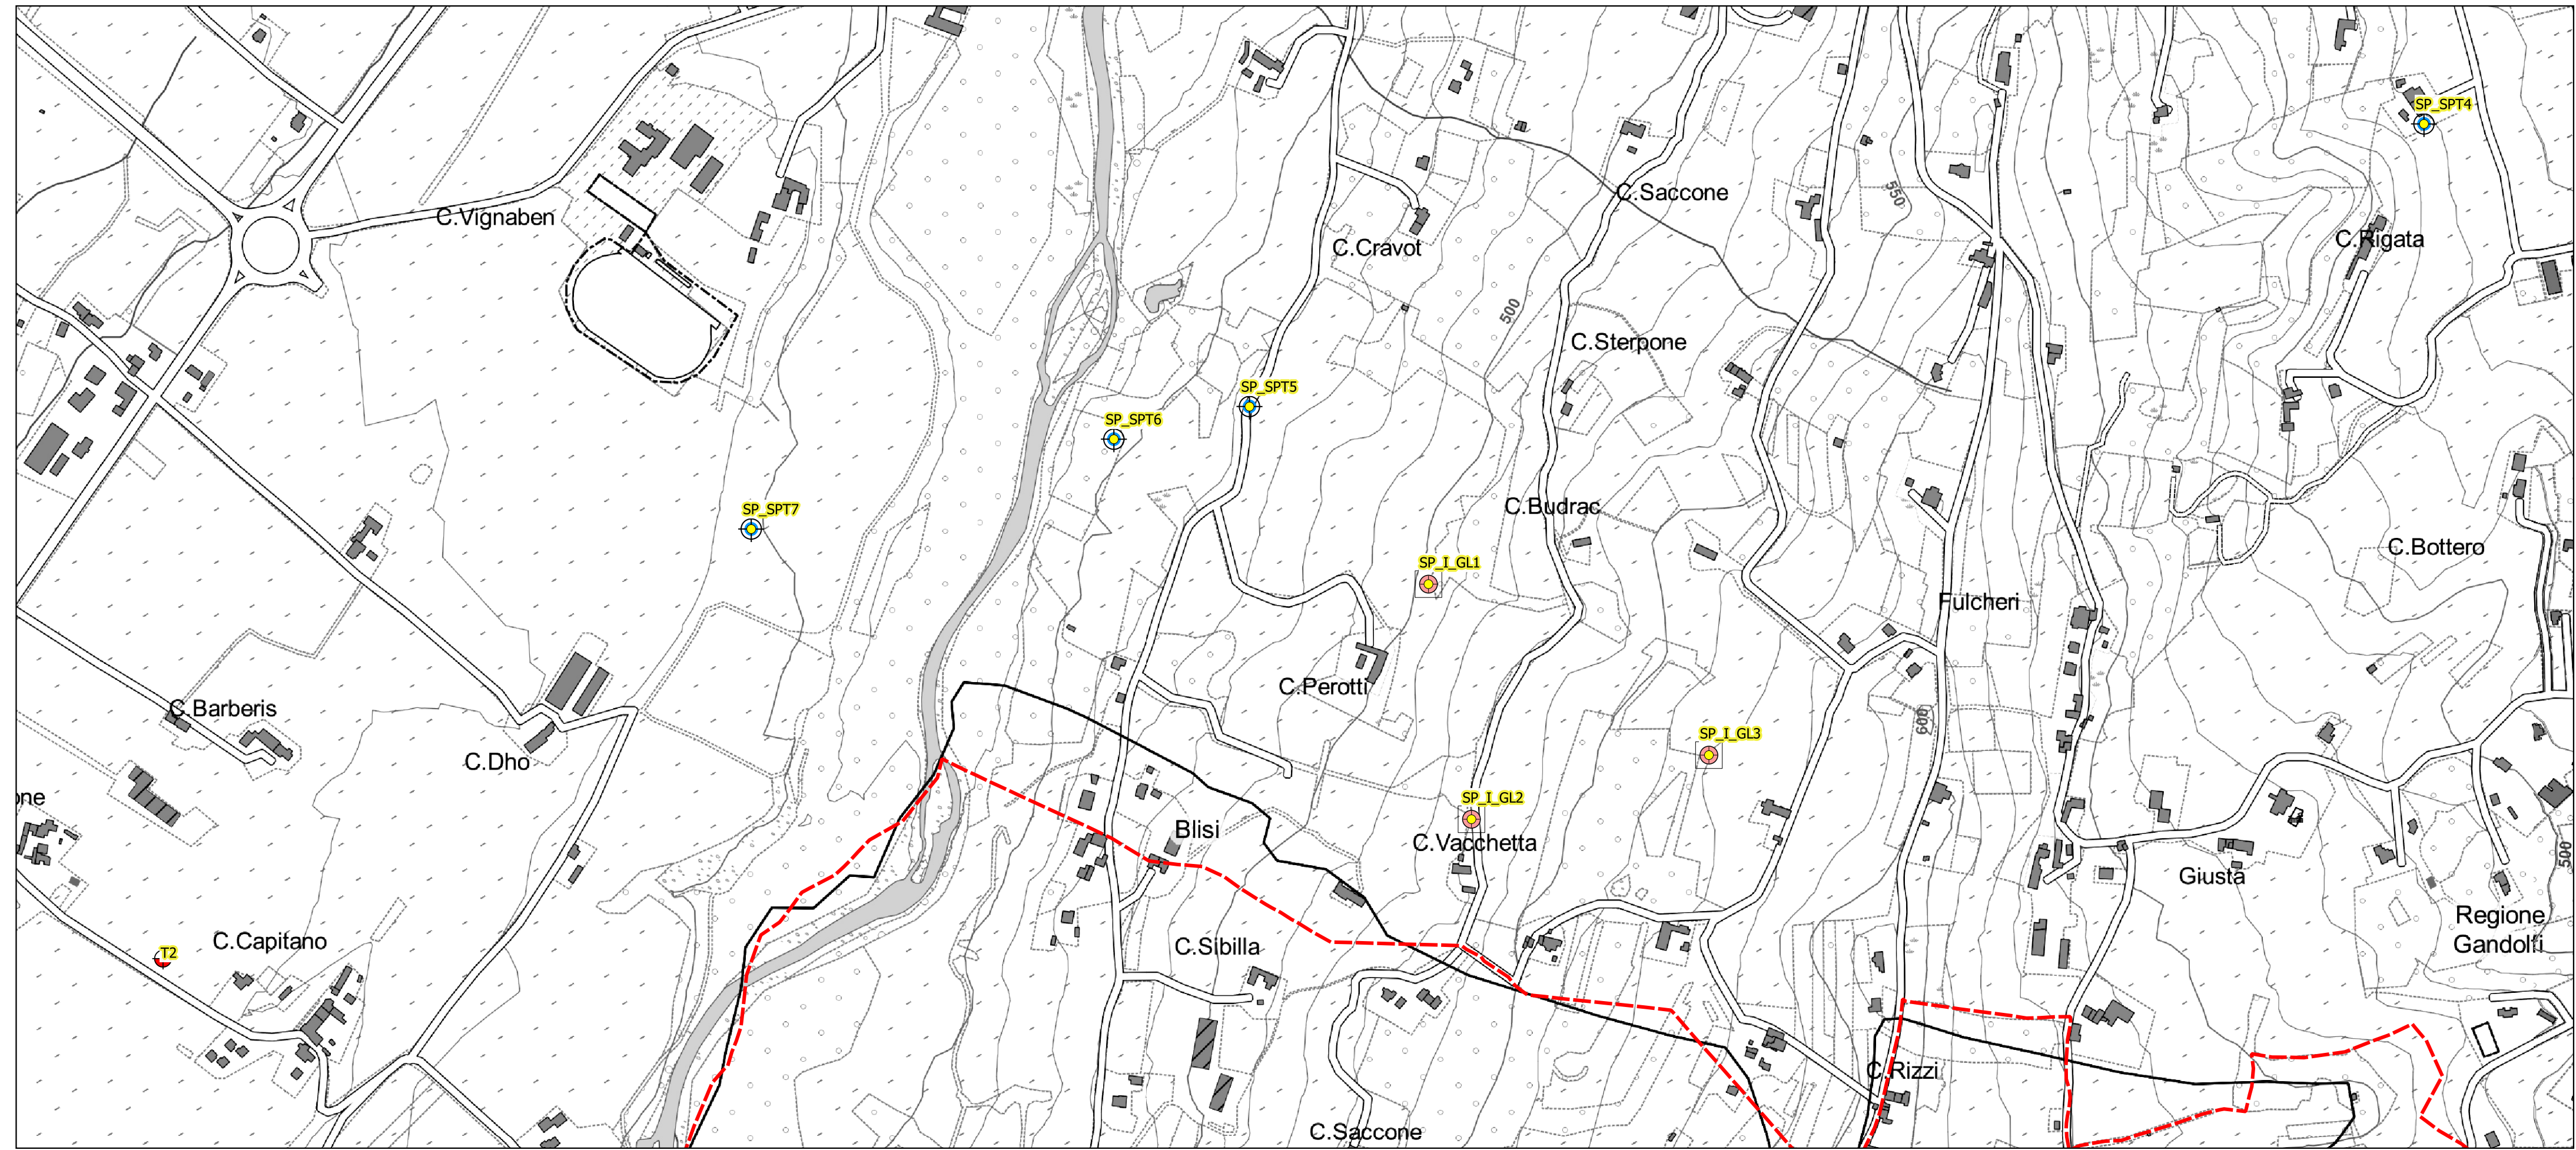 SP_SPT4
C.Saccone
550
C.Vignaben
C.Rigata
C.Cravot
500
C.Sterpone
SP_SPT5
SP_SPT6
SP_SPT7
C.Budrac
C.Bottero
SP_I_GL1
Fulcheri
C.Perotti
C.Barberis
600
SP_I_GL3
C.Dho
one
SP_I_GL2
Blisi
C.Vacchetta
500
Giusta
Regione
Gandolfi
C.Capitano
C.Sibilla
T2
C.Rizzi
C.Saccone